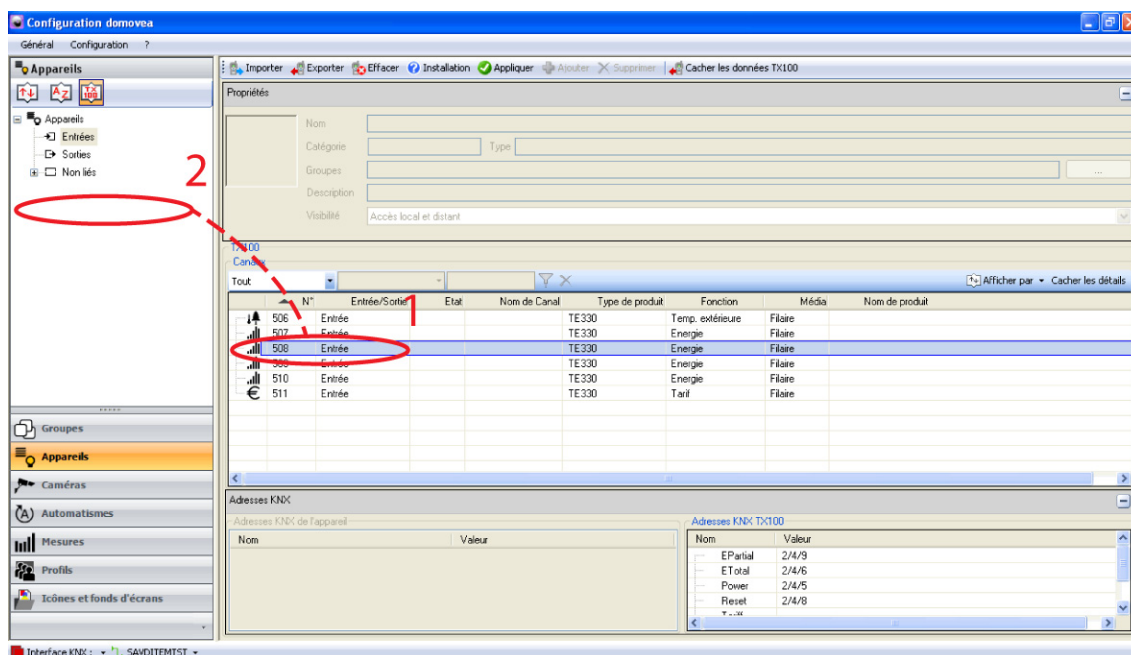 Configuration domovea
Général Configuration ?
Appareils
Importer Exporter Effacer Installation Appliquer Ajouter Supprimer Cacher les données TX100
A Z TX 100
Propriétés
Appareils
Entrées
Sorties
Non liés
2
Nom
Catégorie Type
Groupes ...
Description
Visibilité Accès local et distant
TX100
Canaux
Tout Afficher par Cacher les détails
N° Entrée/Sortie Etat Nom de Canal Type de produit Fonction Média Nom de produit
1
506 Entrée TE330 Temp. extérieure Filaire
507 Entrée TE330 Energie Filaire
508 Entrée TE330 Energie Filaire
509 Entrée TE330 Energie Filaire
510 Entrée TE330 Energie Filaire
€ 511 Entrée TE330 Tarif Filaire
Groupes
Appareils
Caméras
Automatismes
Mesures
Profils
Icônes et fonds d'écrans
Adresses KNX
Adresses KNX de l'appareil
Nom Valeur
Adresses KNX TX100
Nom Valeur
EPartial 2/4/9
ETotal 2/4/6
Power 2/4/5
Reset 2/4/8
Interface KNX : SAVDITEMTST